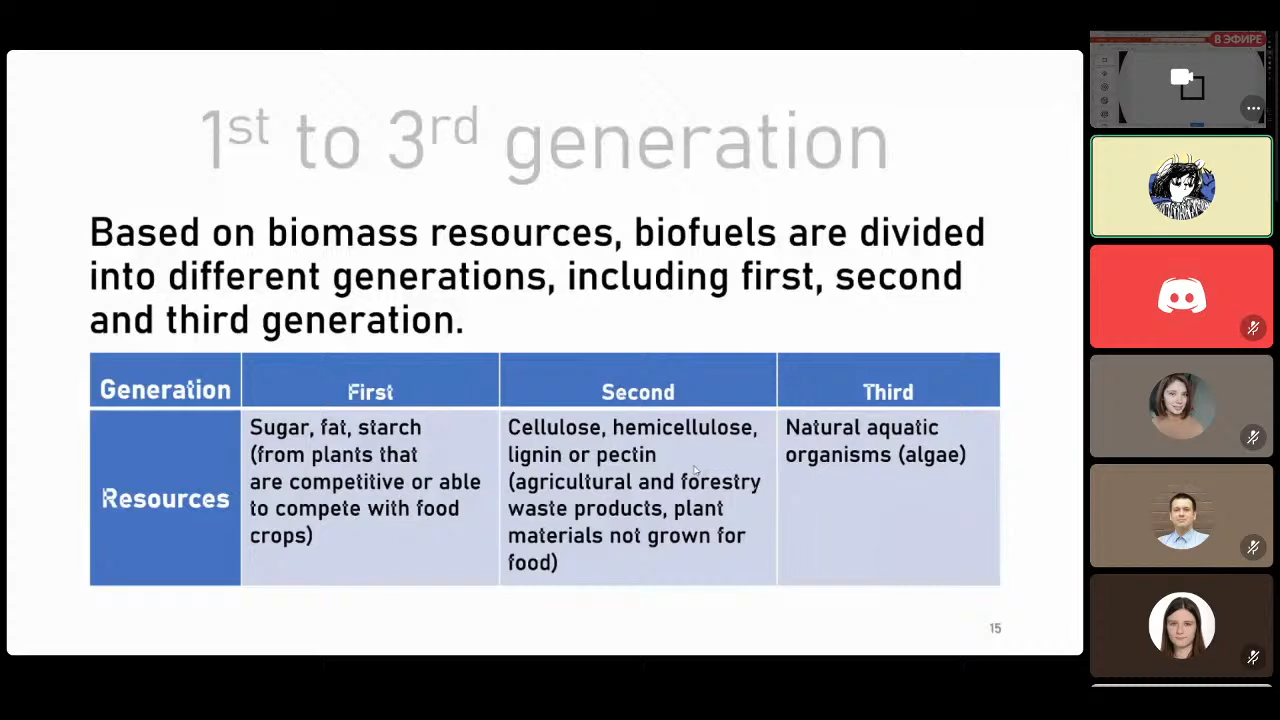 В ЭФИРЕ
1st to 3rd generation
Based on biomass resources, biofuels are divided
into different generations, including first, second
and third generation.
Generation First Second Third
Resources
Sugar, fat, starch
(from plants that
are competitive or able
to compete with food
crops)
Cellulose, hemicellulose,
lignin or pectin
(agricultural and forestry
waste products, plant
materials not grown for
food)
Natural aquatic
organisms (algae)
15